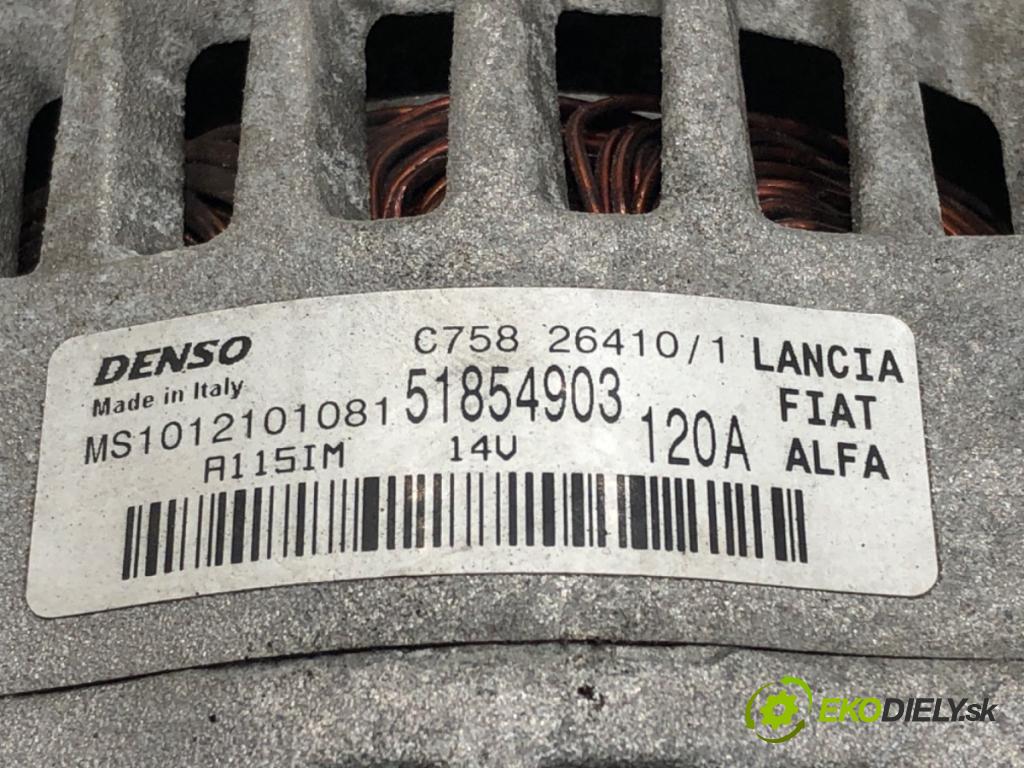 DENSO
Made in Italy
C758 26410/1
MS1012101081
51854903
A115IM
14V
120A
LANCIA
FIAT
ALFA
EKODIELY.sk